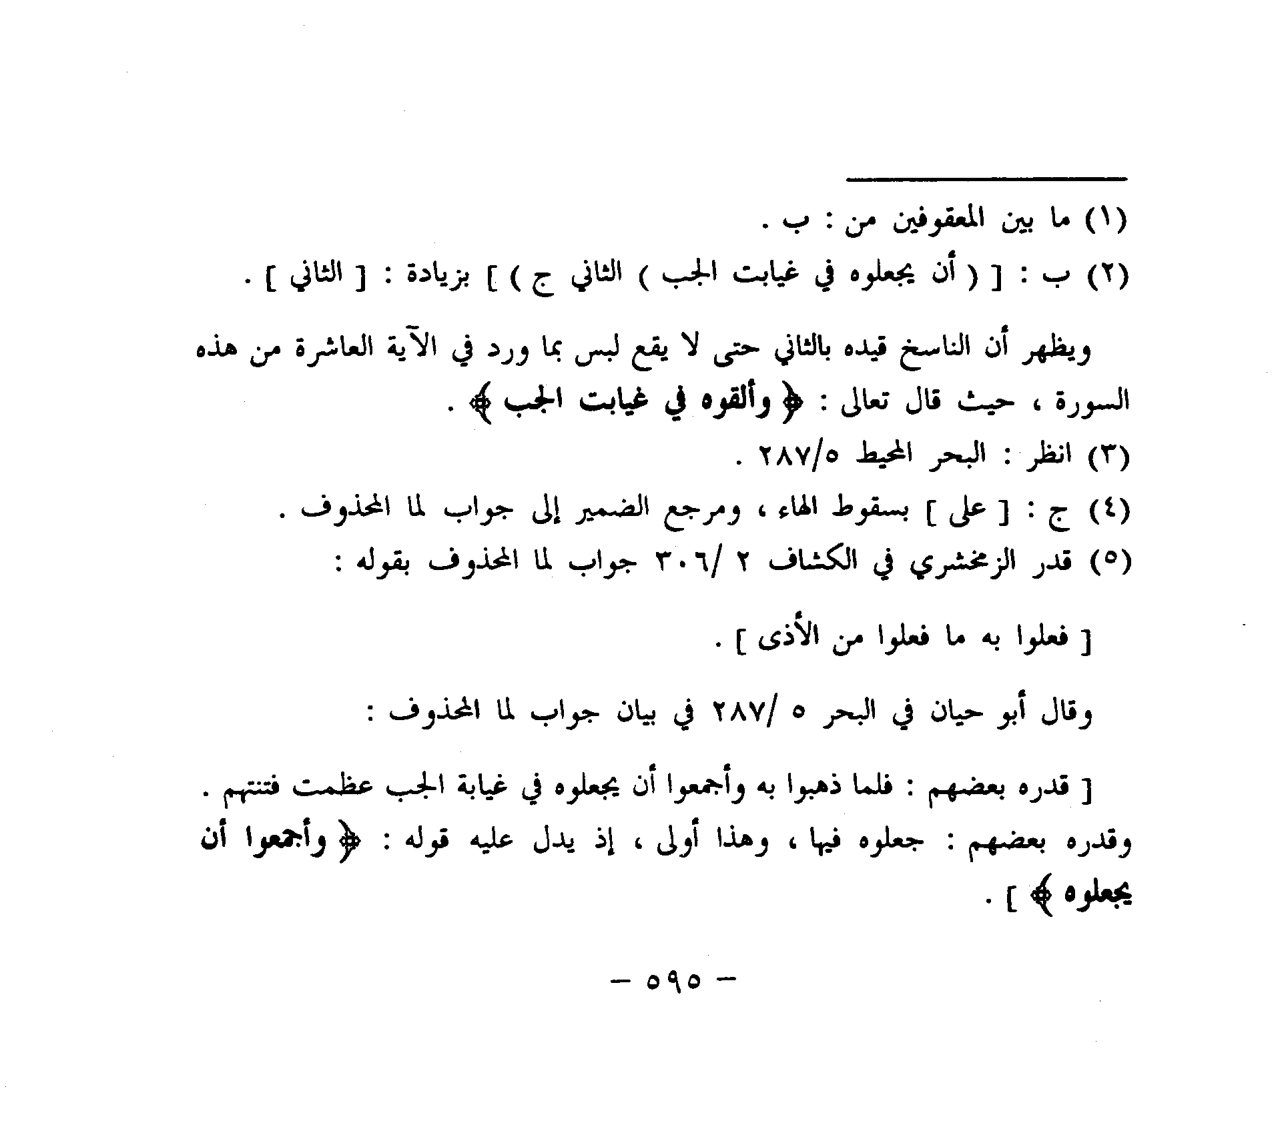 (١) ما بين المعقوفين من : ب .
(٢) ب : [ ( أن يجعلوه في غيابت الجب ) الثاني ج ) ] بزيادة : [ الثاني ] .
ويظهر أن الناسخ قيده بالثاني حتى لا يقع لبس بما ورد في الآية العاشرة من هذه
السورة ، حيث قال تعالى : ﴿ وألقوه في غيابت الجب ﴾ .
(٣) انظر : البحر المحيط ٢٨٧/٥ .
(٤) ج : [ على ] بسقوط الهاء ، ومرجع الضمير إلى جواب لما المحذوف .
(٥) قدر الزمخشري في الكشاف ٢ /٣٠٦ جواب لما المحذوف بقوله :
[ فعلوا به ما فعلوا من الأذى ] .
وقال أبو حيان في البحر ٥ /٢٨٧ في بيان جواب لما المحذوف :
[ قدره بعضهم : فلما ذهبوا به وأجمعوا أن يجعلوه في غيابة الجب عظمت فتنتهم .
وقدره بعضهم : جعلوه فيها ، وهذا أولى ، إذ يدل عليه قوله : ﴿ وأجمعوا أن
يجعلوه ﴾ ] .
– ٥٩٥ –